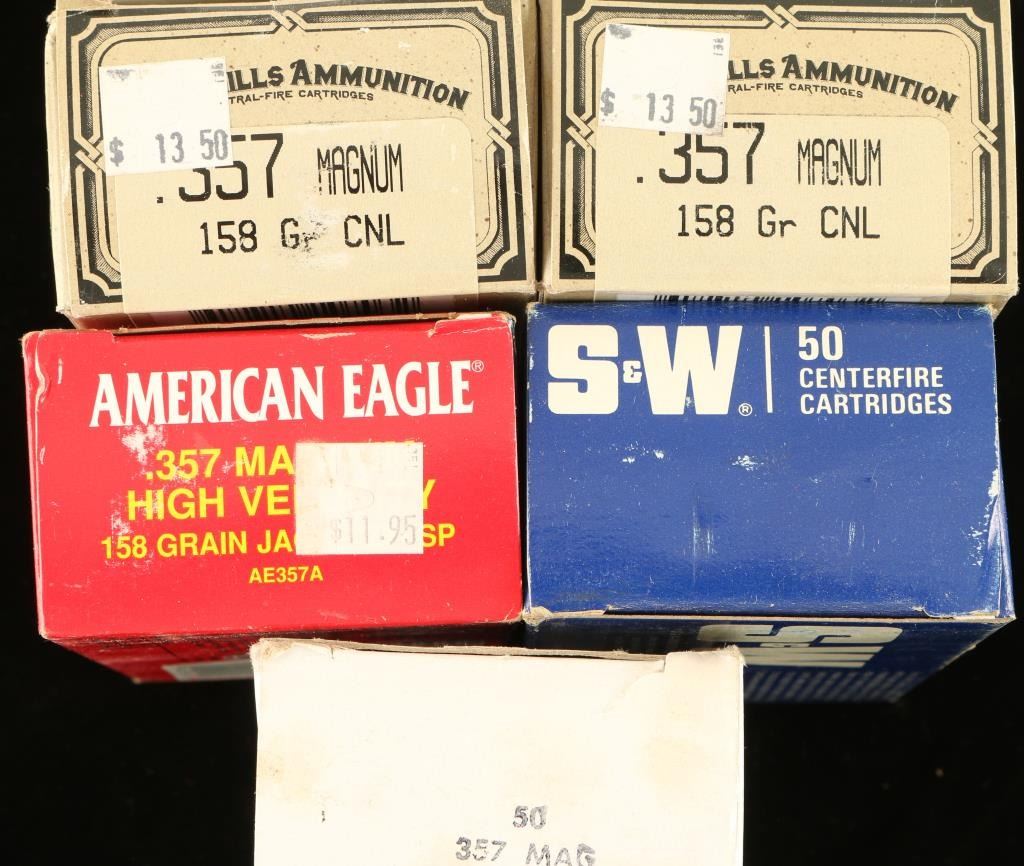 ILLS AMMUNITION
TRAL-FIRE CARTRIDGES
$ 13 50
.357 MAGNUM
158 Gr CNL
LLS AMMUNITION
RAL-FIRE CARTRIDGES
$ 13 50
.357 MAGNUM
158 Gr CNL
AMERICAN EAGLE®
.357 MA
HIGH VE Y
$11.95
158 GRAIN JA SP
AE357A
S&W®
50
CENTERFIRE
CARTRIDGES
S&W
50
357 MAG